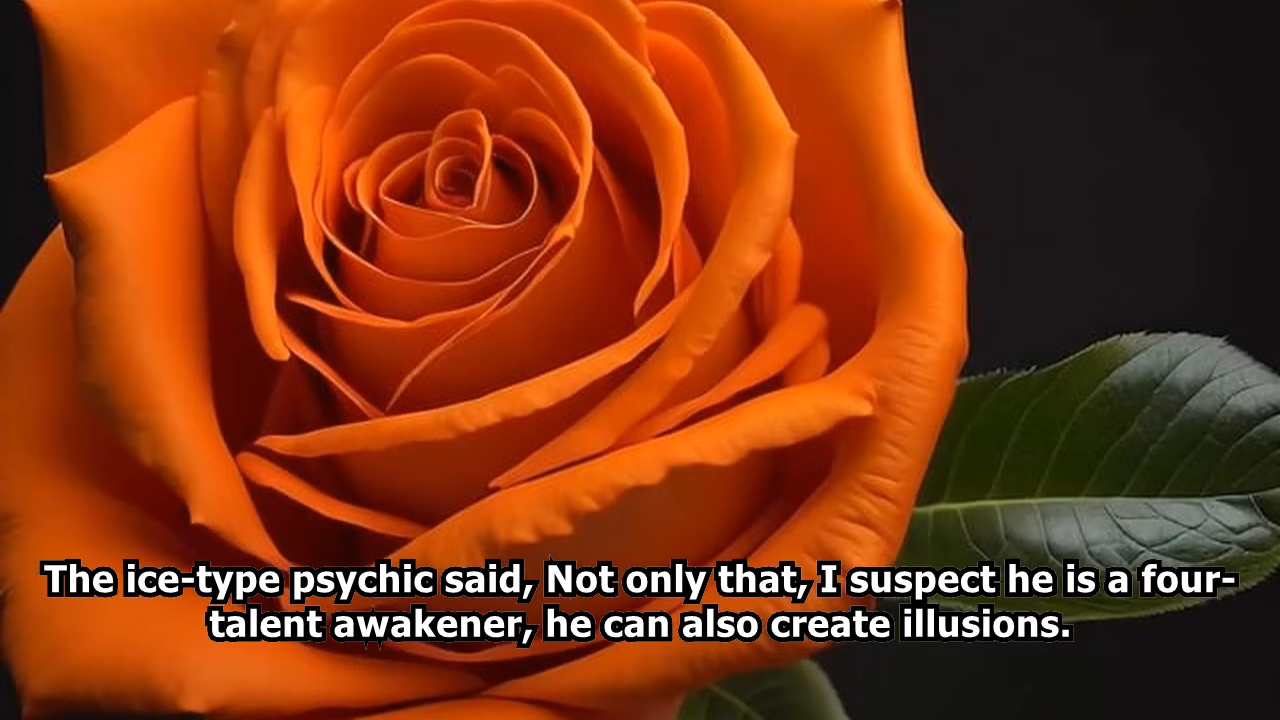 The ice-type psychic said, Not only that, I suspect he is a four-
talent awakener, he can also create illusions.